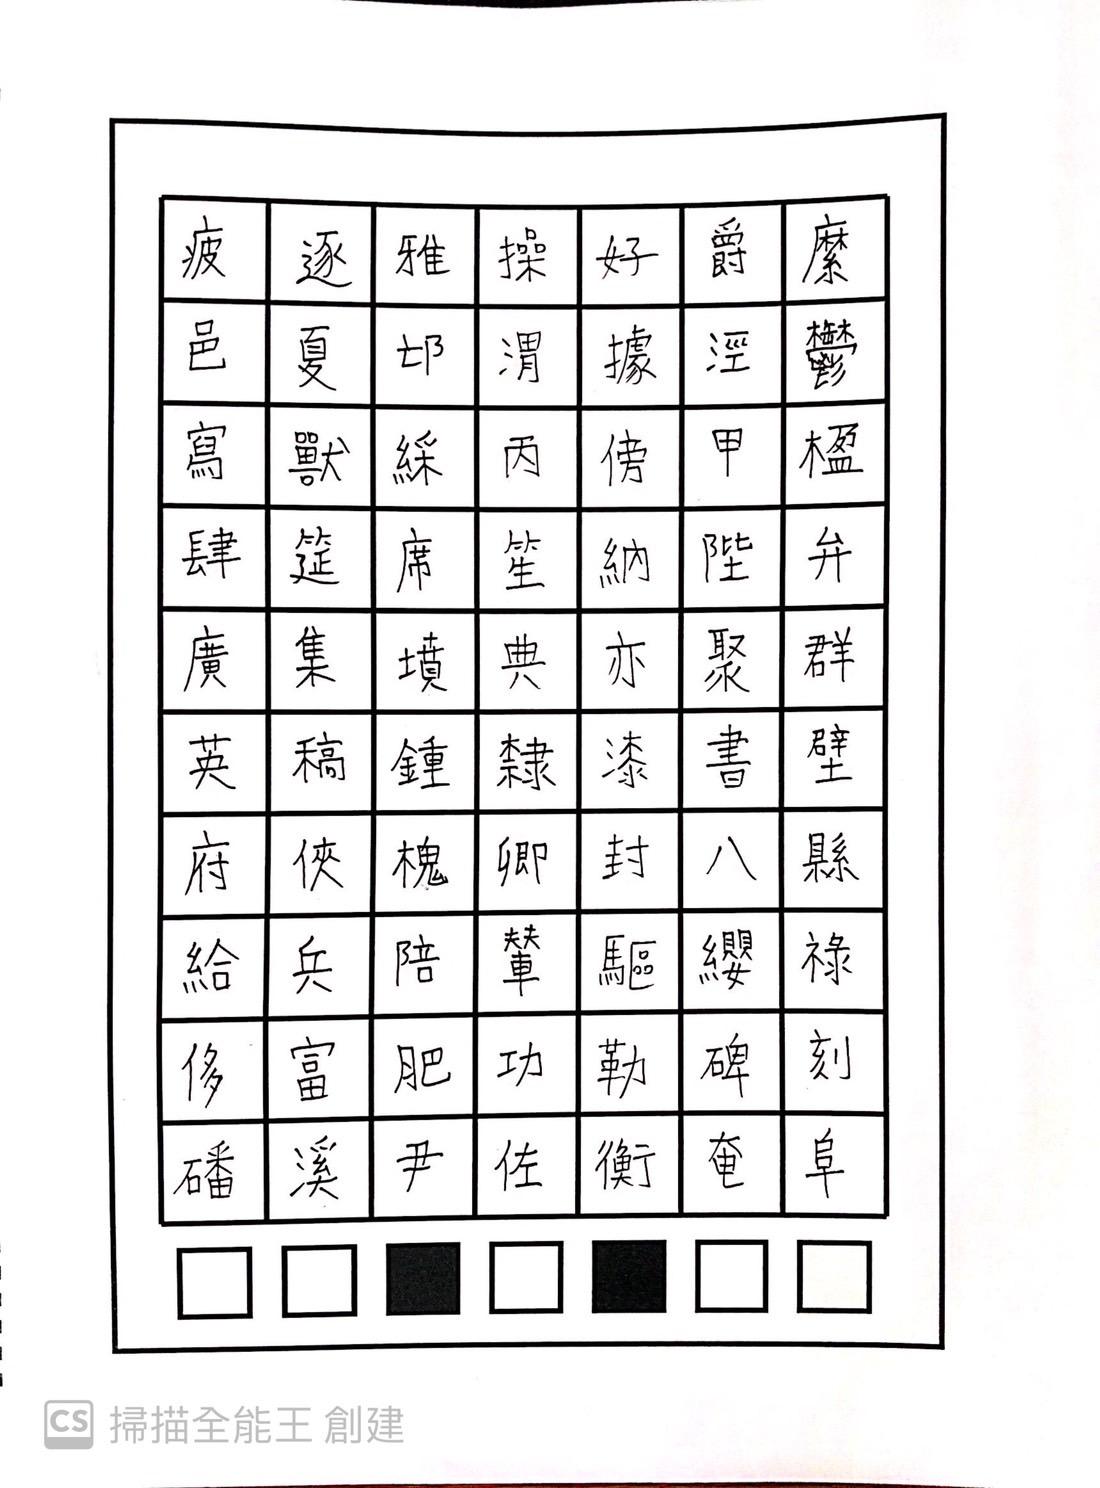 疲逐雅操好爵縻
邑夏邙渭據涇鬱
寫獸綵丙傍甲楹
肆筵席笙納陛弁
廣集墳典亦聚群
英稿鍾隸漆書壁
府俠槐卿封八縣
給兵陪輦驅纓祿
侈富肥功勒碑刻
磻溪尹佐衡奄阜
CS 掃描全能王 創建